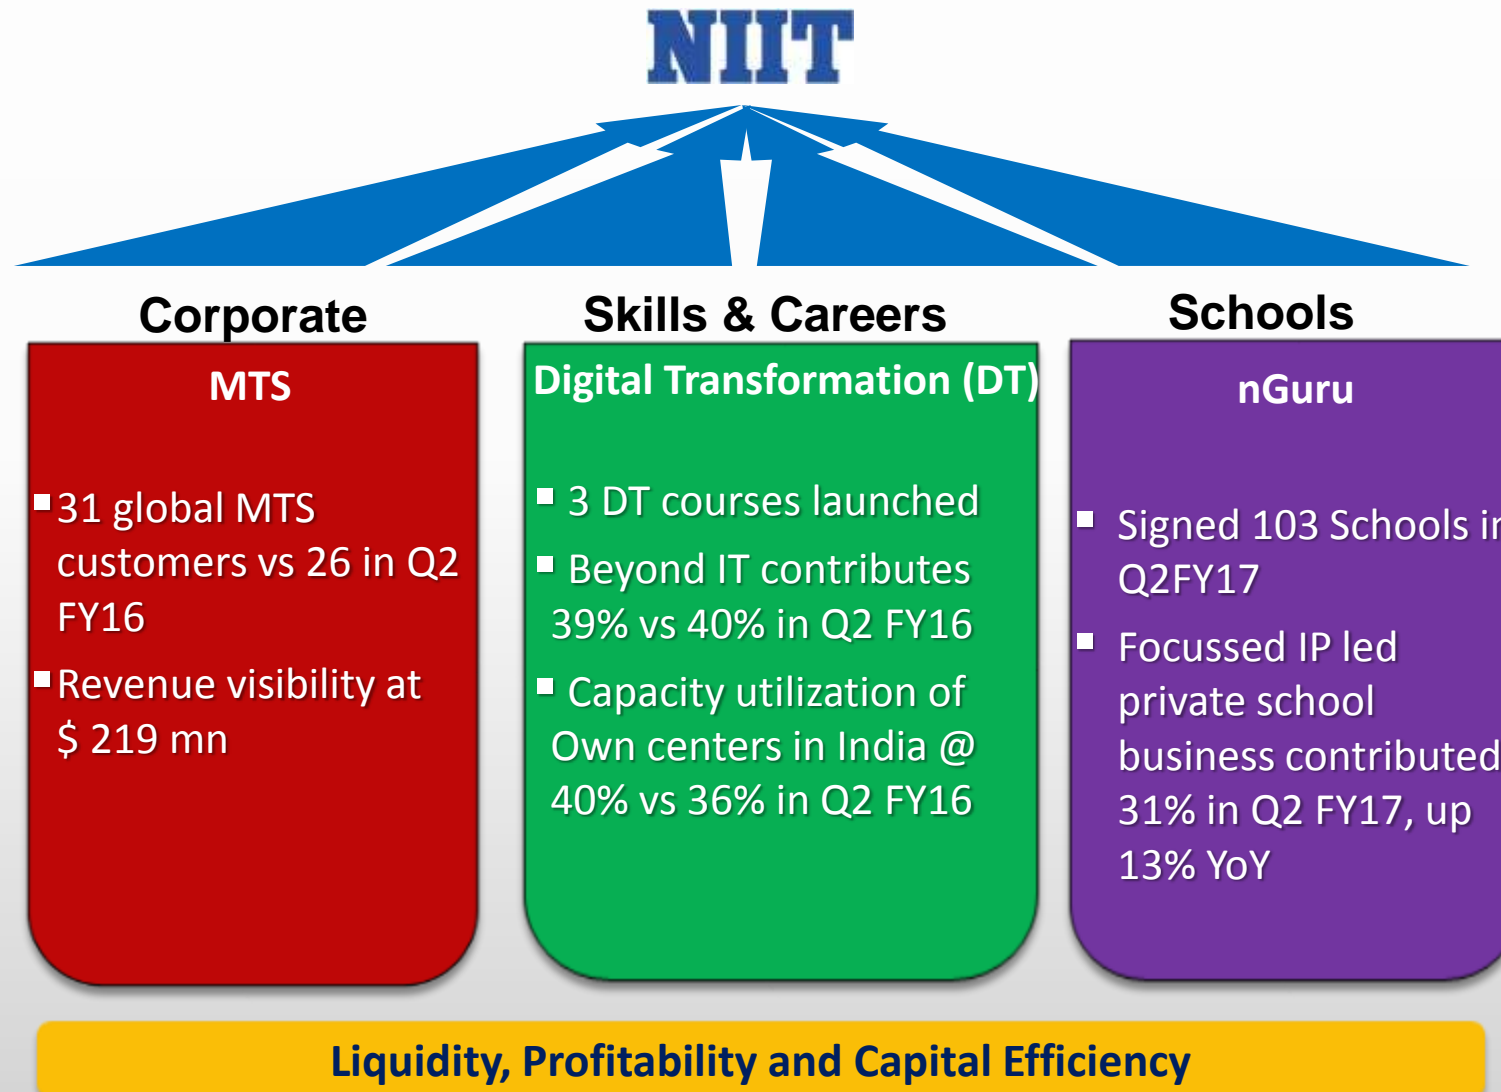 NIIT
Corporate
MTS
▪31 global MTS
customers vs 26 in Q2
FY16
▪Revenue visibility at
$ 219 mn
Skills & Careers
Digital Transformation (DT)
▪ 3 DT courses launched
▪ Beyond IT contributes
39% vs 40% in Q2 FY16
▪ Capacity utilization of
Own centers in India @
40% vs 36% in Q2 FY16
Schools
nGuru
▪ Signed 103 Schools in
Q2FY17
▪ Focussed IP led
private school
business contributed
31% in Q2 FY17, up
13% YoY
Liquidity, Profitability and Capital Efficiency